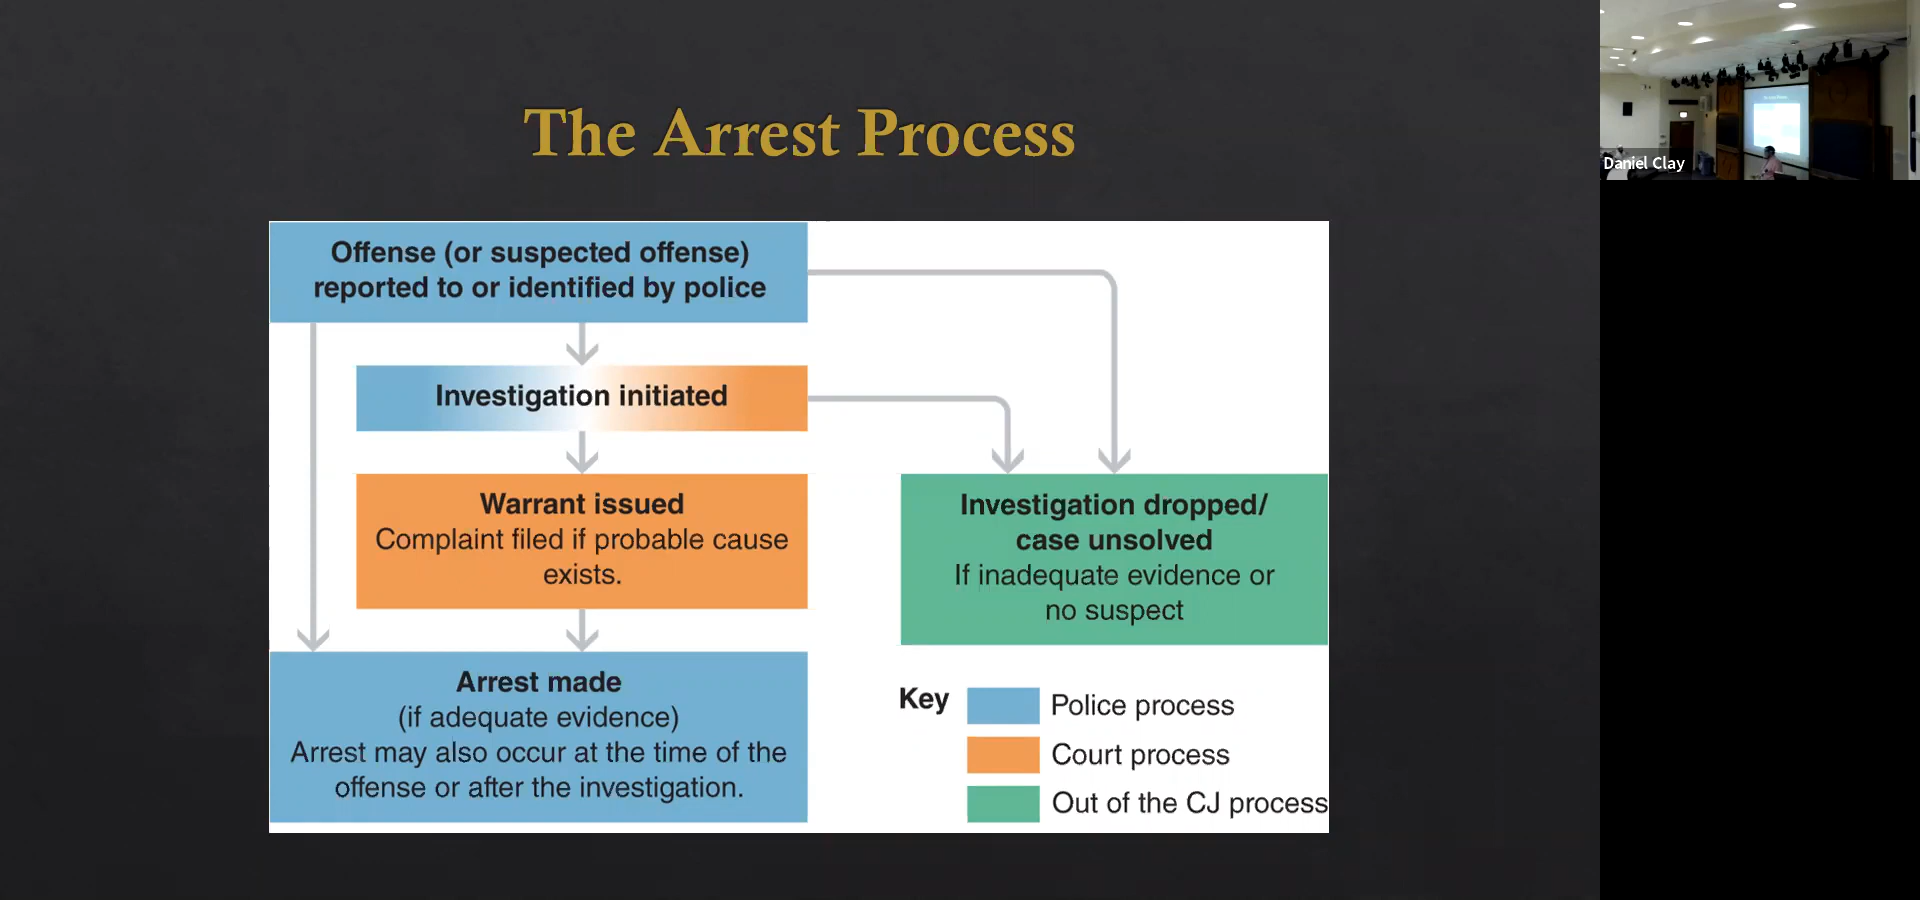 The Arrest Process
Offense (or suspected offense)
reported to or identified by police
Investigation initiated
Warrant issued
Complaint filed if probable cause
exists.
Arrest made
(if adequate evidence)
Arrest may also occur at the time of the
offense or after the investigation.
Investigation dropped/
case unsolved
If inadequate evidence or
no suspect
Key
Police process
Court process
Out of the CJ process
Daniel Clay